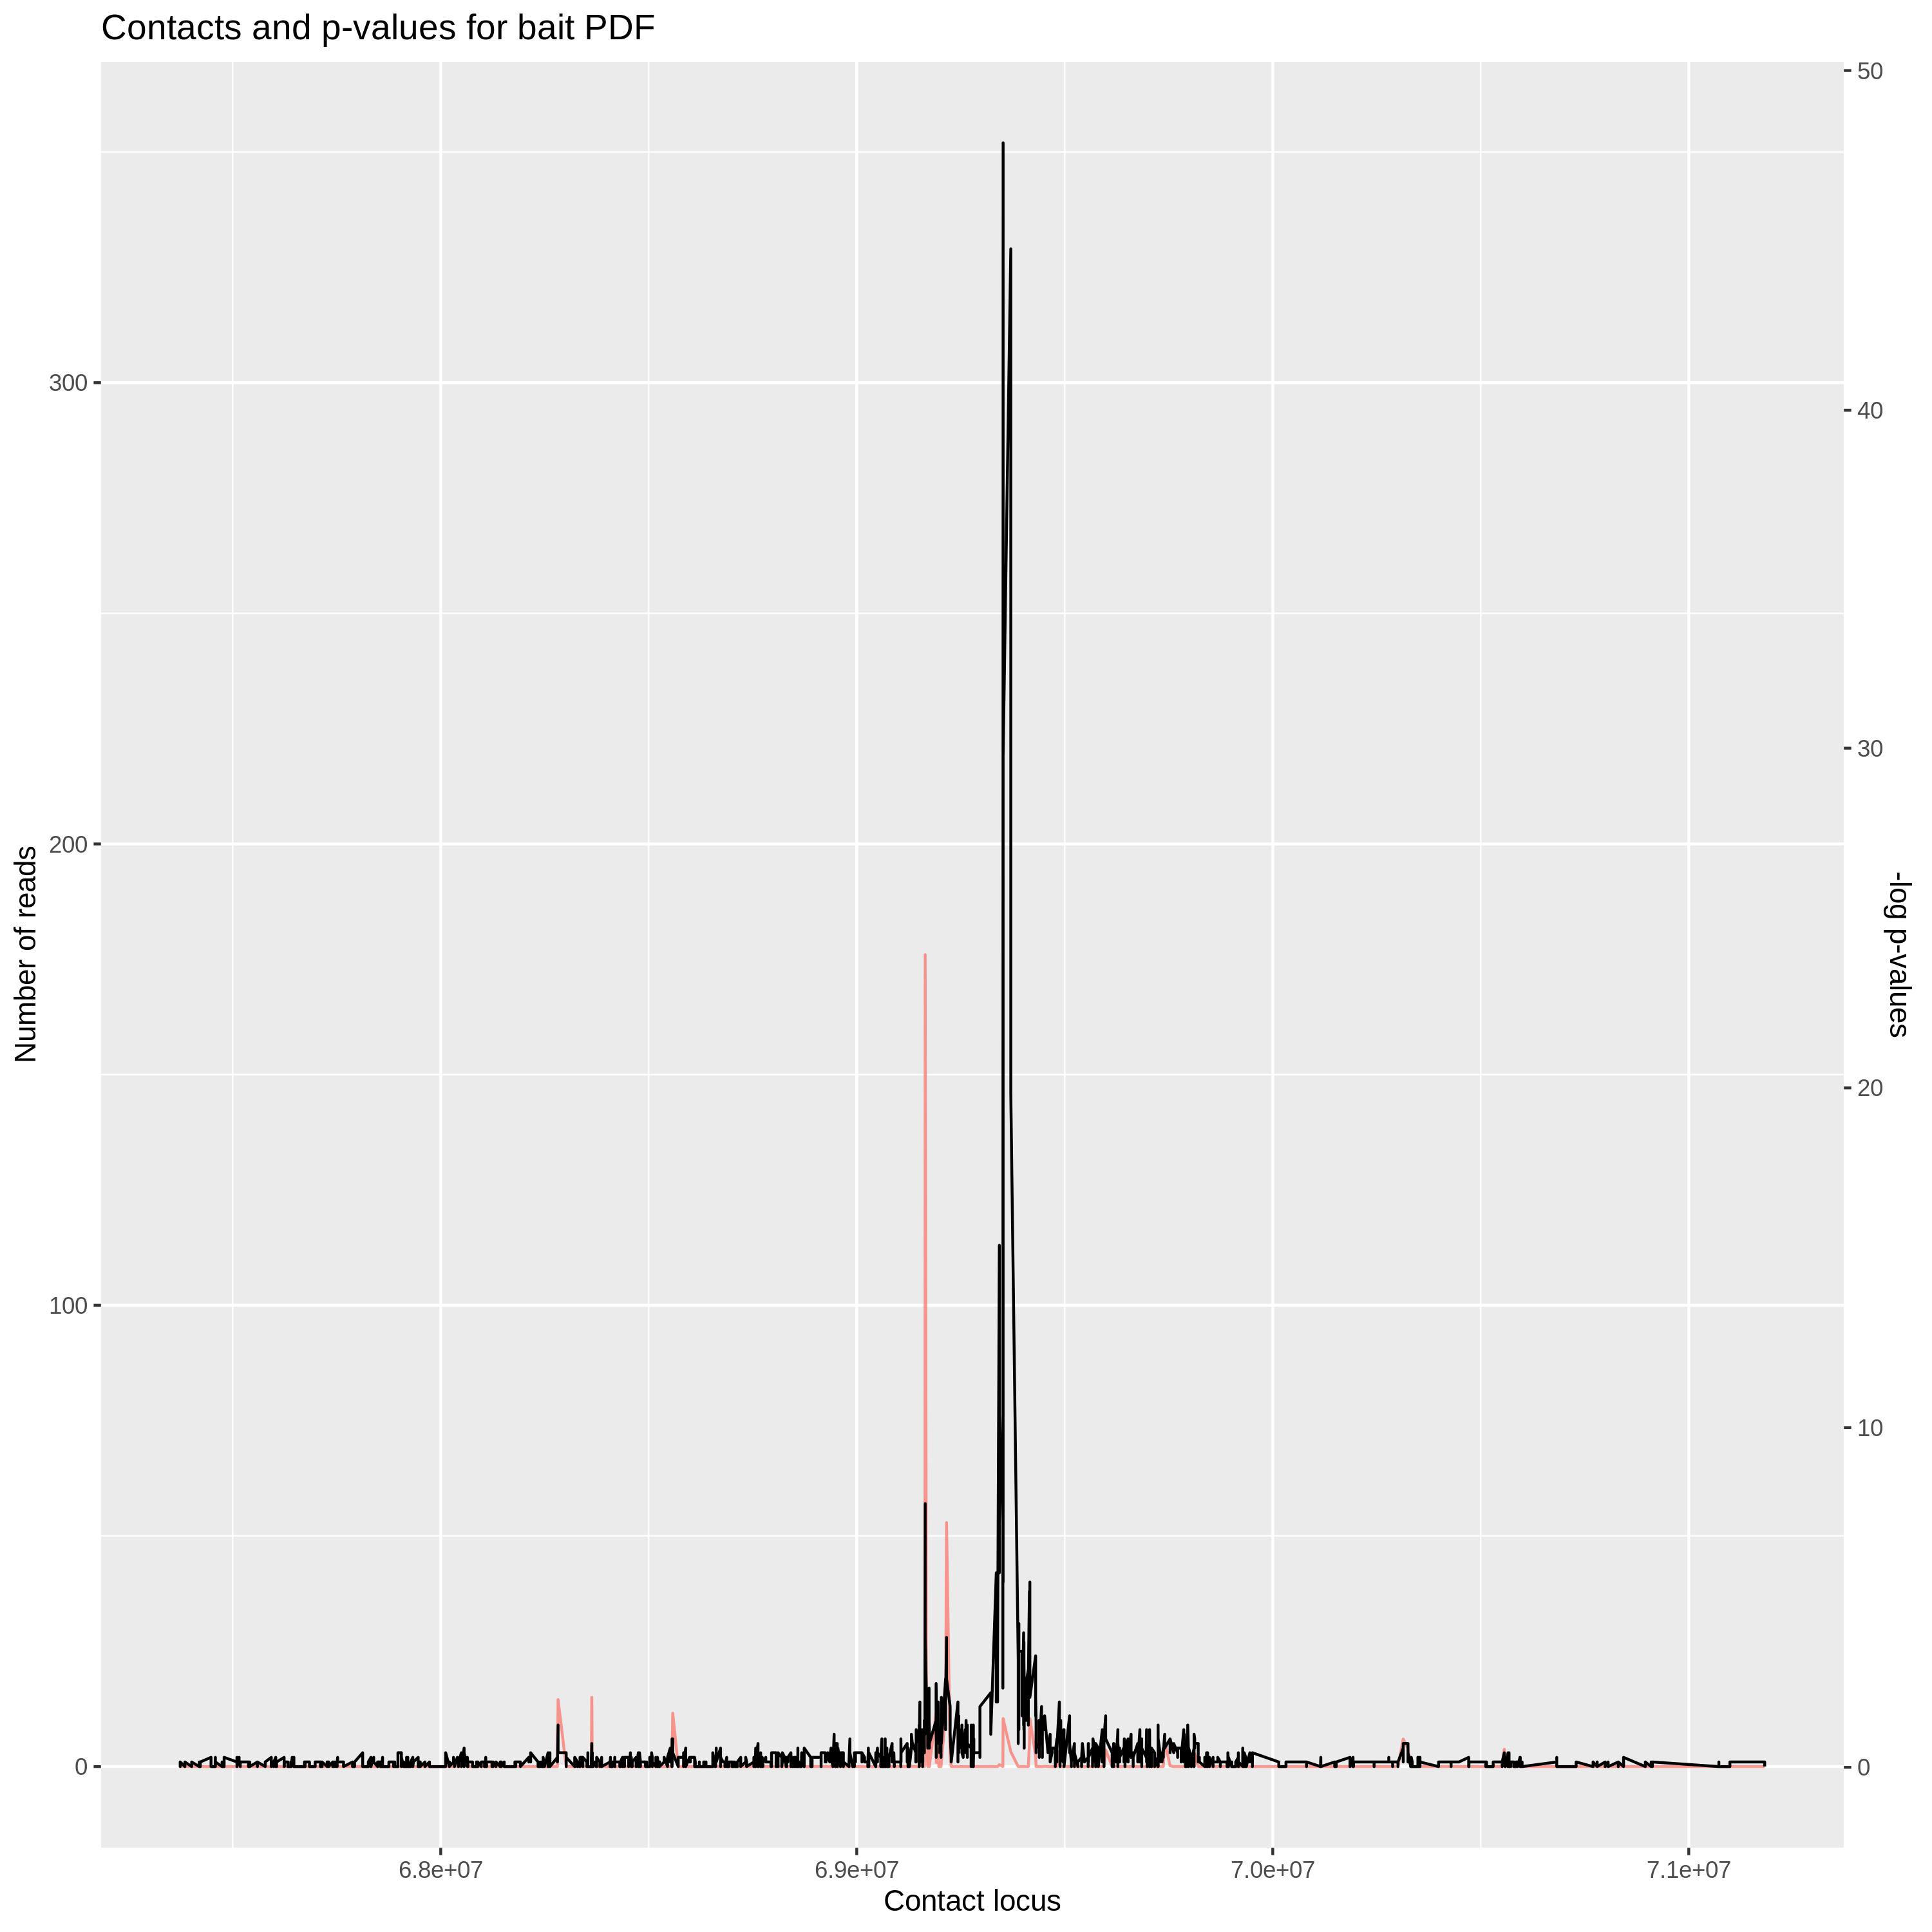 Contacts and p-values for bait PDF
50
300
40
30
200
Number of reads
-log p-values
20
100
10
0
0
6.8e+07 6.9e+07 7.0e+07 7.1e+07
Contact locus